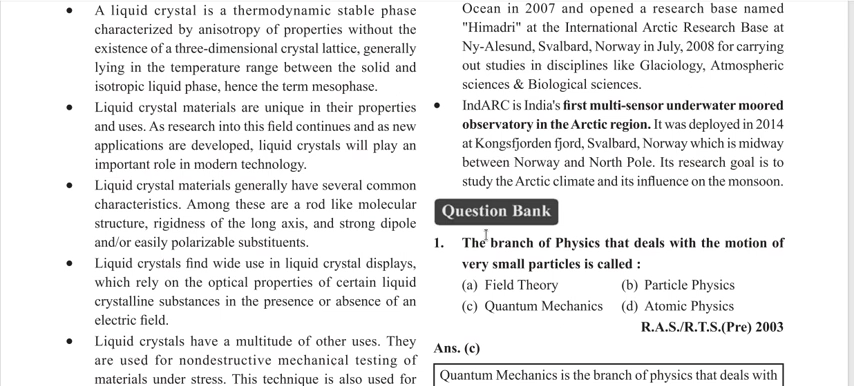 • A liquid crystal is a thermodynamic stable phase
characterized by anisotropy of properties without the
existence of a three-dimensional crystal lattice, generally
lying in the temperature range between the solid and
isotropic liquid phase, hence the term mesophase.
• Liquid crystal materials are unique in their properties
and uses. As research into this field continues and as new
applications are developed, liquid crystals will play an
important role in modern technology.
• Liquid crystal materials generally have several common
characteristics. Among these are a rod like molecular
structure, rigidness of the long axis, and strong dipole
and/or easily polarizable substituents.
• Liquid crystals find wide use in liquid crystal displays,
which rely on the optical properties of certain liquid
crystalline substances in the presence or absence of an
electric field.
• Liquid crystals have a multitude of other uses. They
are used for nondestructive mechanical testing of
materials under stress. This technique is also used for
Ocean in 2007 and opened a research base named
"Himadri" at the International Arctic Research Base at
Ny-Alesund, Svalbard, Norway in July, 2008 for carrying
out studies in disciplines like Glaciology, Atmospheric
sciences & Biological sciences.
• IndARC is India's first multi-sensor underwater moored
observatory in the Arctic region. It was deployed in 2014
at Kongsfjorden fjord, Svalbard, Norway which is midway
between Norway and North Pole. Its research goal is to
study the Arctic climate and its influence on the monsoon.
Question Bank
1. The branch of Physics that deals with the motion of
very small particles is called :
(a) Field Theory (b) Particle Physics
(c) Quantum Mechanics (d) Atomic Physics
R.A.S./R.T.S.(Pre) 2003
Ans. (c)
Quantum Mechanics is the branch of physics that deals with